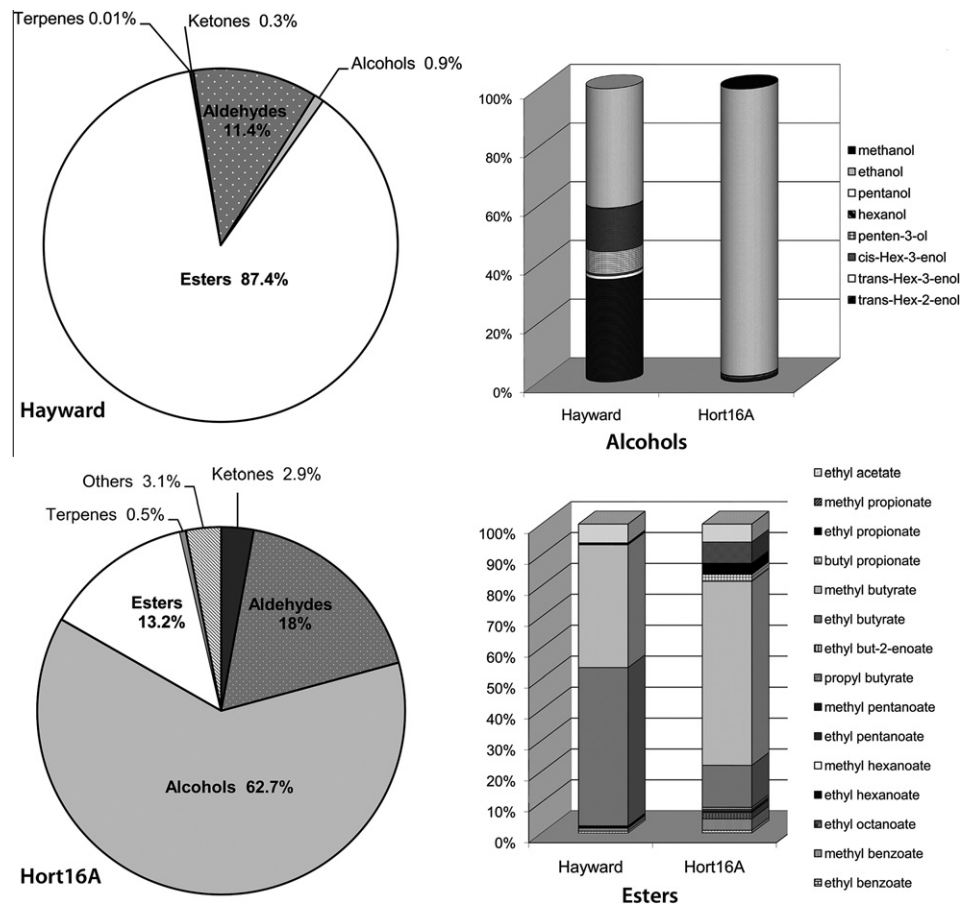 Terpenes 0.01%
Ketones 0.3%
Alcohols 0.9%
Aldehydes
11.4%
Esters 87.4%
Hayward
100%
80%
60%
40%
20%
0%
Hayward
Hort16A
Alcohols
methanol
ethanol
pentanol
hexanol
penten-3-ol
cis-Hex-3-enol
trans-Hex-3-enol
trans-Hex-2-enol
Others 3.1%
Ketones 2.9%
Terpenes 0.5%
Esters
13.2%
Aldehydes
18%
Alcohols 62.7%
Hort16A
100%
90%
80%
70%
60%
50%
40%
30%
20%
10%
0%
Hayward
Hort16A
Esters
ethyl acetate
methyl propionate
ethyl propionate
butyl propionate
methyl butyrate
ethyl butyrate
ethyl but-2-enoate
propyl butyrate
methyl pentanoate
ethyl pentanoate
methyl hexanoate
ethyl hexanoate
ethyl octanoate
methyl benzoate
ethyl benzoate